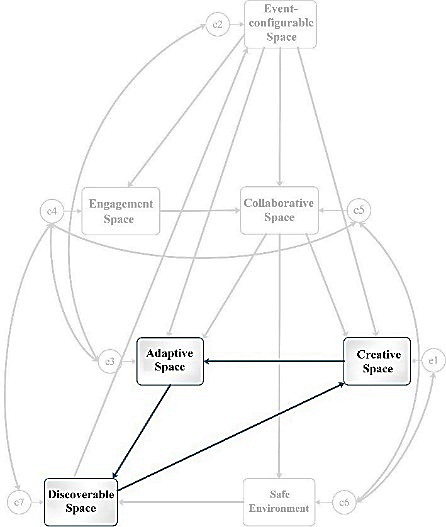 e2
Event-
configurable
Space
e4
Engagement
Space
Collaborative
Space
e5
e3
Adaptive
Space
Creative
Space
e1
e7
Discoverable
Space
Safe
Environment
e6